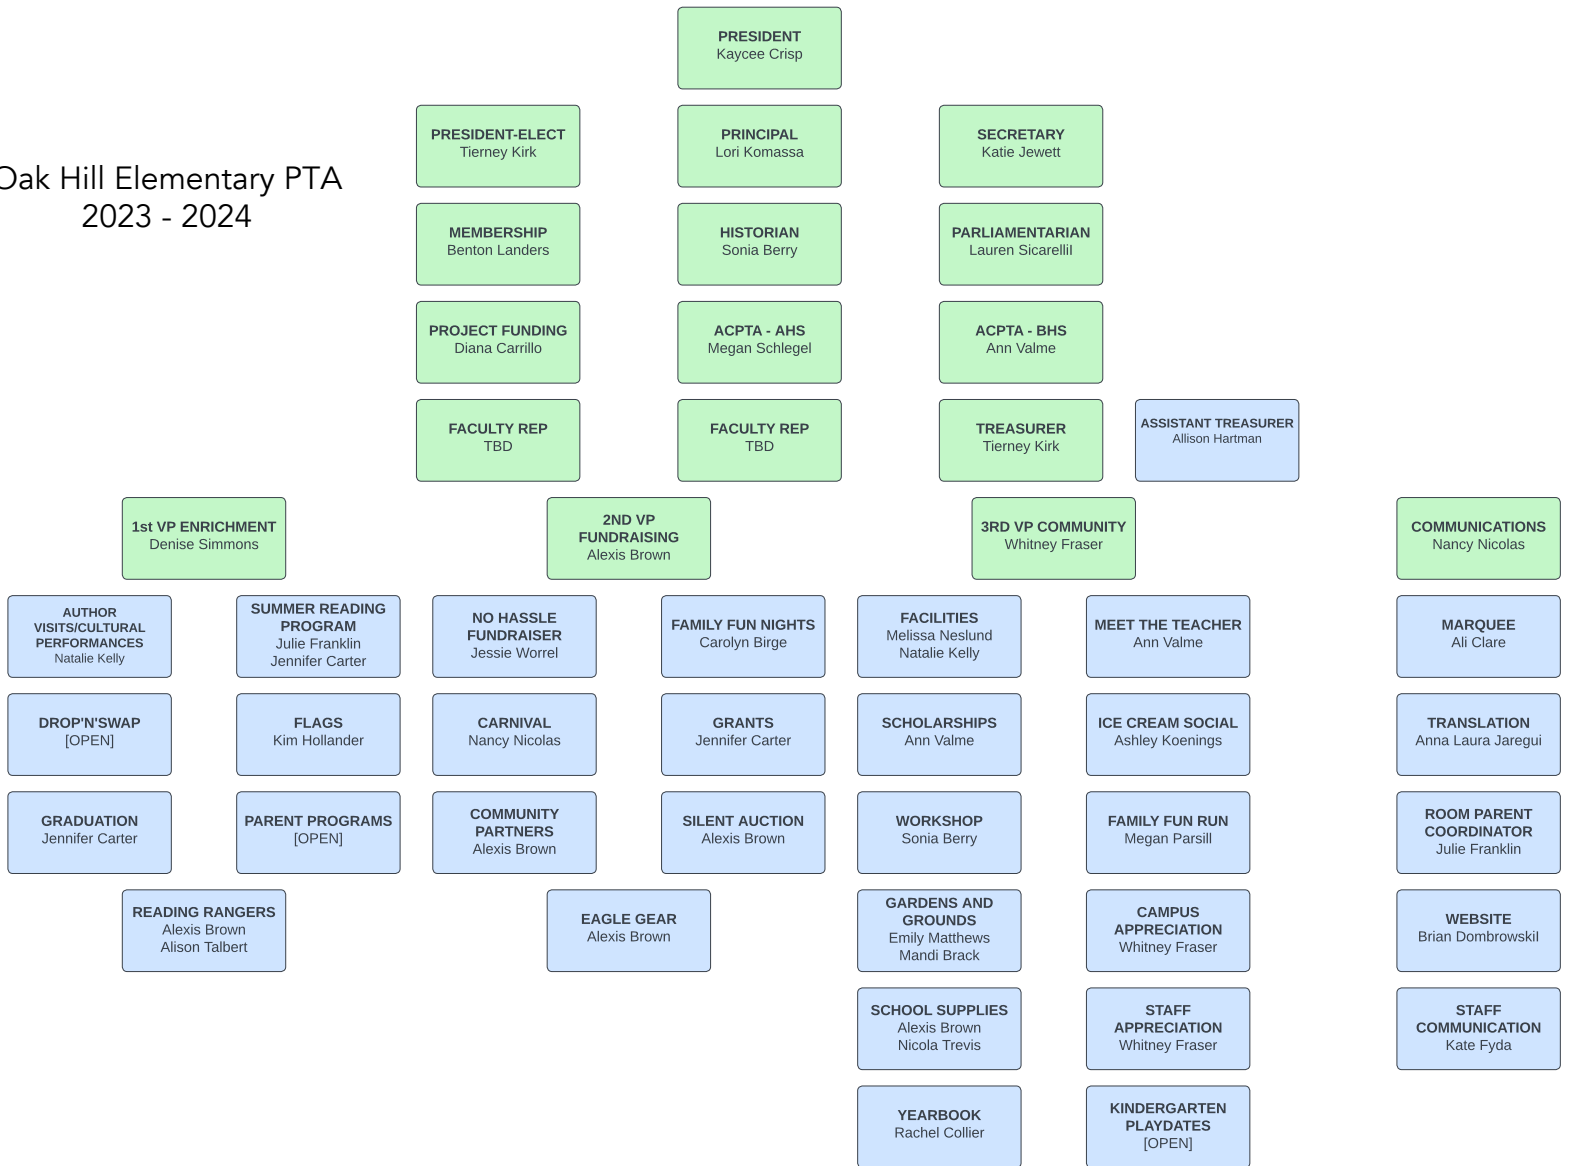 PRESIDENT
Kaycee Crisp
Oak Hill Elementary PTA
2023 - 2024
PRESIDENT-ELECT
Tierney Kirk
PRINCIPAL
Lori Komassa
SECRETARY
Katie Jewett
MEMBERSHIP
Benton Landers
HISTORIAN
Sonia Berry
PARLIAMENTARIAN
Lauren Sicarellil
PROJECT FUNDING
Diana Carrillo
ACPTA - AHS
Megan Schlegel
ACPTA - BHS
Ann Valme
FACULTY REP
TBD
FACULTY REP
TBD
TREASURER
Tierney Kirk
ASSISTANT TREASURER
Allison Hartman
1st VP ENRICHMENT
Denise Simmons
2ND VP
FUNDRAISING
Alexis Brown
3RD VP COMMUNITY
Whitney Fraser
COMMUNICATIONS
Nancy Nicolas
AUTHOR
VISITS/CULTURAL
PERFORMANCES
Natalie Kelly
SUMMER READING
PROGRAM
Julie Franklin
Jennifer Carter
NO HASSLE
FUNDRAISER
Jessie Worrel
FAMILY FUN NIGHTS
Carolyn Birge
FACILITIES
Melissa Neslund
Natalie Kelly
MEET THE TEACHER
Ann Valme
MARQUEE
Ali Clare
DROP'N'SWAP
[OPEN]
FLAGS
Kim Hollander
CARNIVAL
Nancy Nicolas
GRANTS
Jennifer Carter
SCHOLARSHIPS
Ann Valme
ICE CREAM SOCIAL
Ashley Koenings
TRANSLATION
Anna Laura Jaregui
GRADUATION
Jennifer Carter
PARENT PROGRAMS
[OPEN]
COMMUNITY
PARTNERS
Alexis Brown
SILENT AUCTION
Alexis Brown
WORKSHOP
Sonia Berry
FAMILY FUN RUN
Megan Parsill
ROOM PARENT
COORDINATOR
Julie Franklin
READING RANGERS
Alexis Brown
Alison Talbert
EAGLE GEAR
Alexis Brown
GARDENS AND
GROUNDS
Emily Matthews
Mandi Brack
CAMPUS
APPRECIATION
Whitney Fraser
WEBSITE
Brian Dombrowskil
SCHOOL SUPPLIES
Alexis Brown
Nicola Trevis
STAFF
APPRECIATION
Whitney Fraser
STAFF
COMMUNICATION
Kate Fyda
YEARBOOK
Rachel Collier
KINDERGARTEN
PLAYDATES
[OPEN]